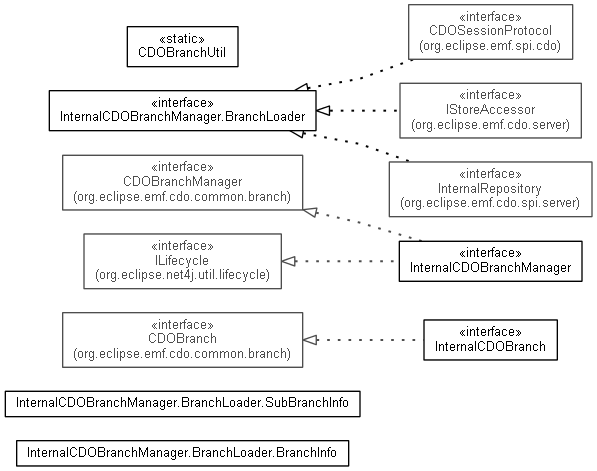 «static»
CDOBranchUtil
«interface»
CDOSessionProtocol
(org.eclipse.emf.spi.cdo)
«interface»
InternalCDOBranchManager.BranchLoader
«interface»
IStoreAccessor
(org.eclipse.emf.cdo.server)
«interface»
CDOBranchManager
(org.eclipse.emf.cdo.common.branch)
«interface»
InternalRepository
(org.eclipse.emf.cdo.spi.server)
«interface»
ILifecycle
(org.eclipse.net4j.util.lifecycle)
«interface»
InternalCDOBranchManager
«interface»
CDOBranch
(org.eclipse.emf.cdo.common.branch)
«interface»
InternalCDOBranch
InternalCDOBranchManager.BranchLoader.SubBranchInfo
InternalCDOBranchManager.BranchLoader.BranchInfo